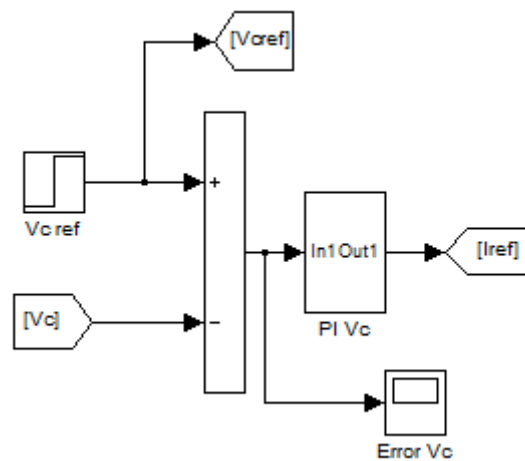 [Vcref]
Vc ref
+
[Vc]
−
In1 Out1
PI Vc
[Iref]
Error Vc